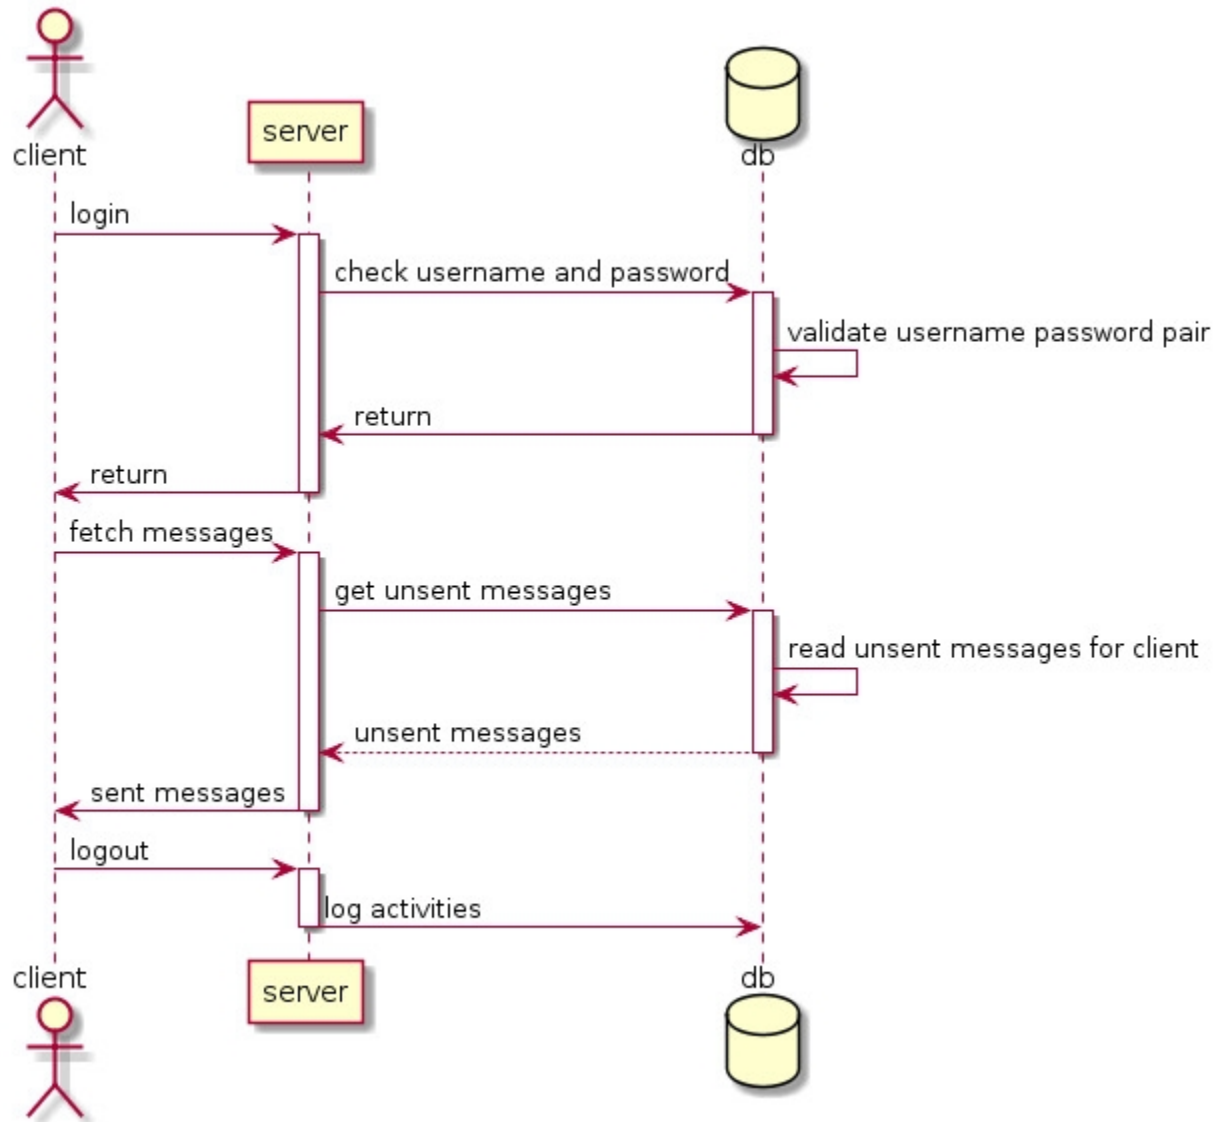 client
server
db
login
check username and password
validate username password pair
return
return
fetch messages
get unsent messages
read unsent messages for client
unsent messages
sent messages
logout
log activities
client
server
db